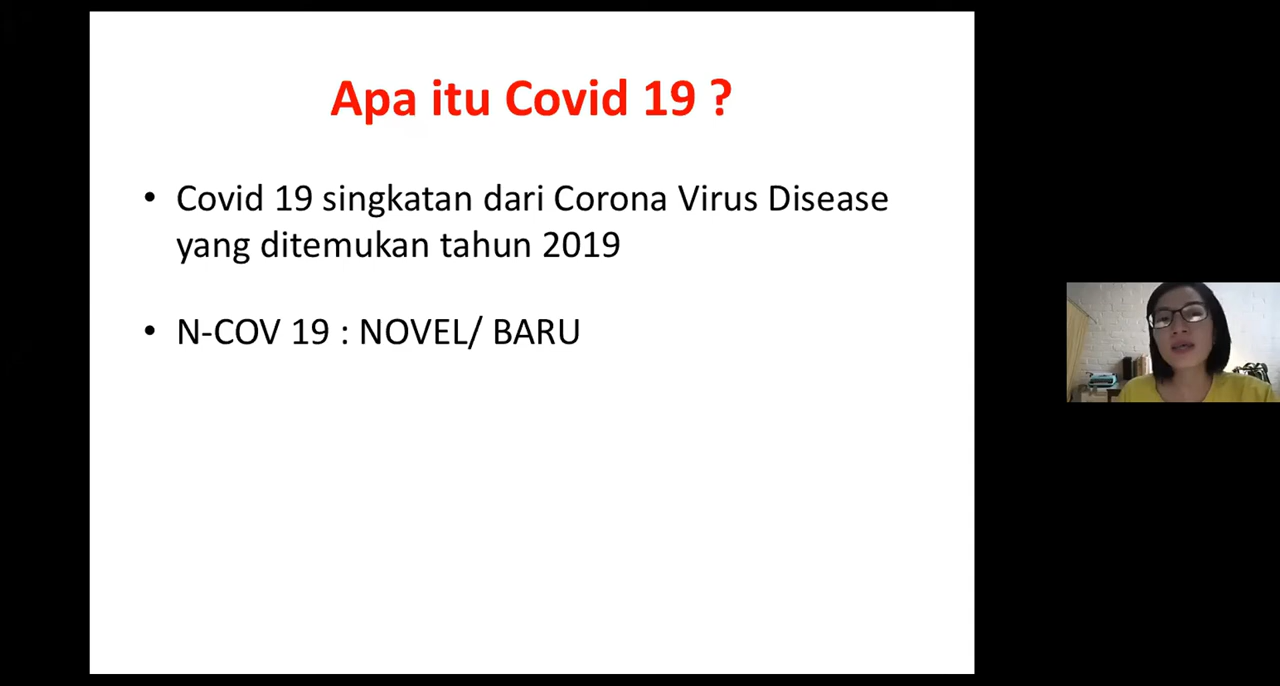 Apa itu Covid 19 ?
• Covid 19 singkatan dari Corona Virus Disease
yang ditemukan tahun 2019
• N-COV 19 : NOVEL/ BARU